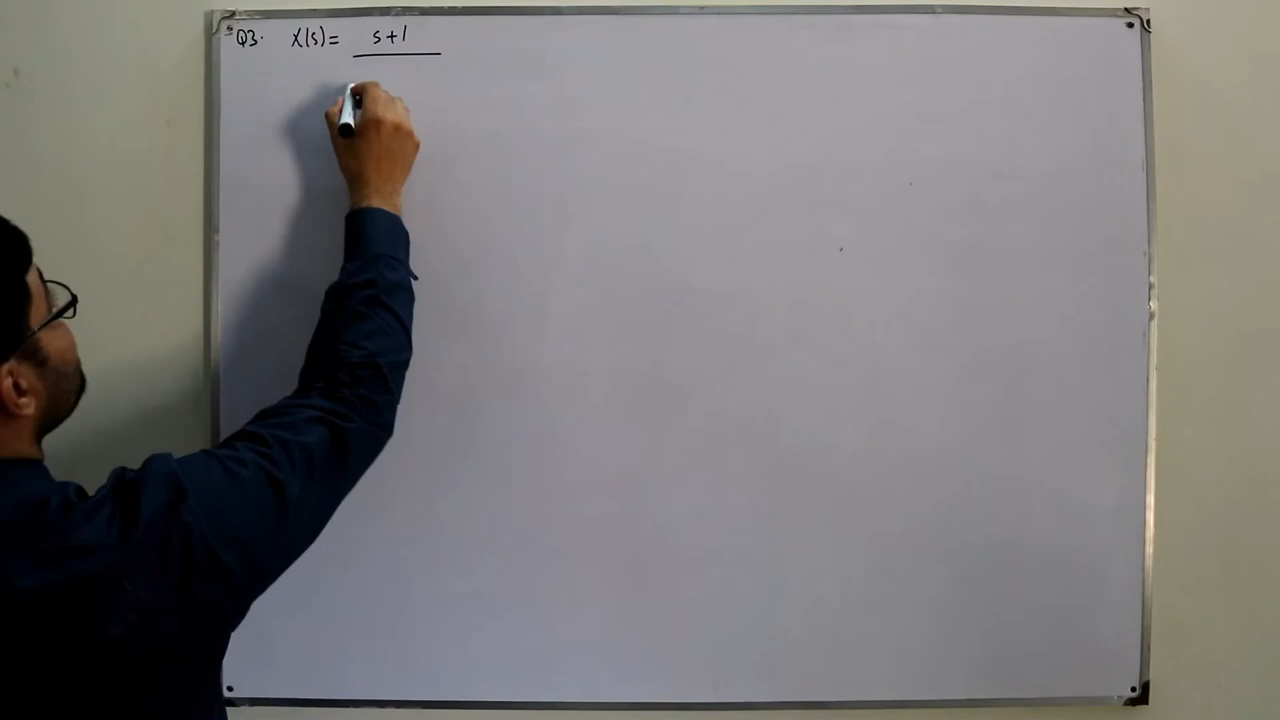 Q3. X(s) = s+1